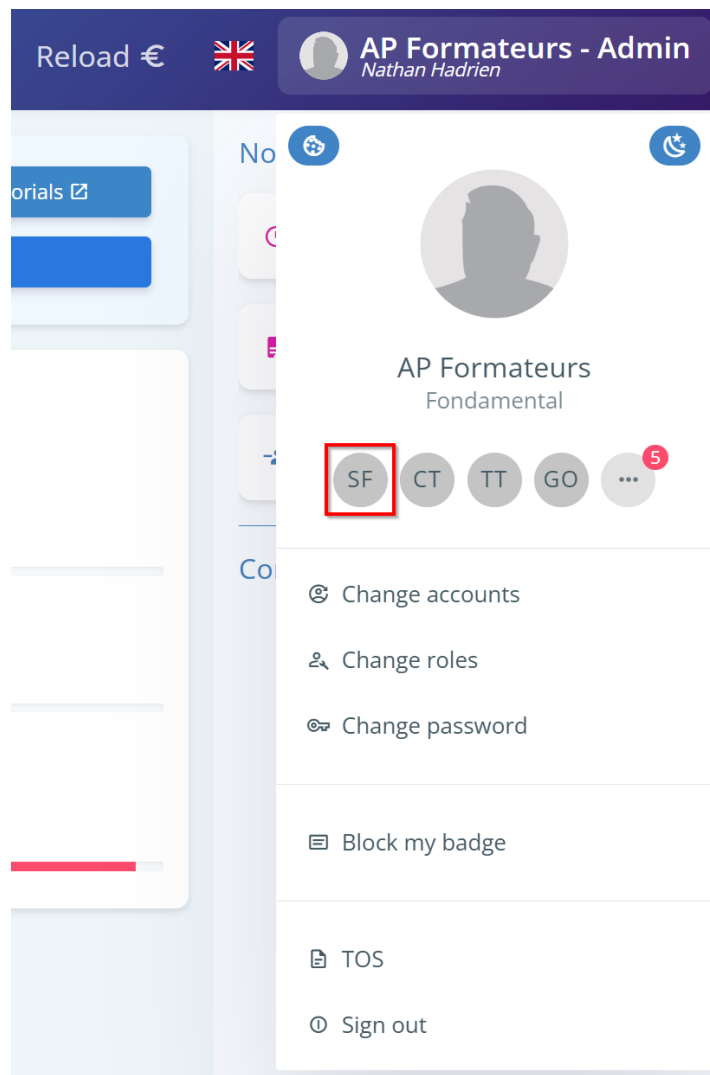 Reload €
AP Formateurs - Admin
Nathan Hadrien
orials
No
AP Formateurs
Fondamental
SF CT TT GO ... 5
Co
Change accounts
Change roles
Change password
Block my badge
TOS
Sign out